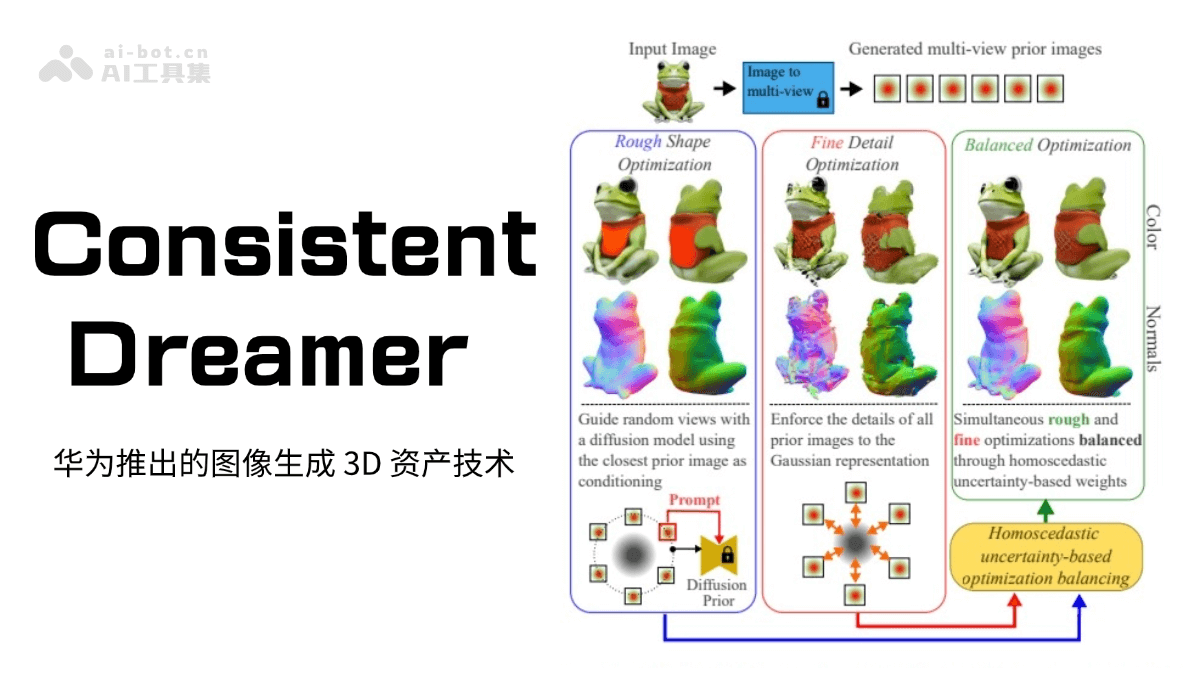 ai-bot.cn
AI工具集
Consistent
Dreamer
华为推出的图像生成 3D 资产技术
Input Image
Generated multi-view prior images
Image to
multi-view
Rough Shape
Optimization
Fine Detail
Optimization
Balanced Optimization
Color
Normals
Guide random views with
a diffusion model using
the closest prior image as
conditioning
Prompt
Diffusion
Prior
Enforce the details of all
prior images to the
Gaussian representation
Simultaneous rough and
fine optimizations balanced
through homoscedastic
uncertainty-based weights
Homoscedastic
uncertainty-based
optimization balancing